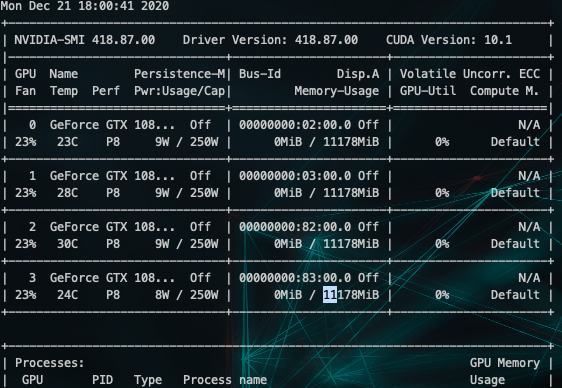 Mon Dec 21 18:00:41 2020
NVIDIA-SMI 418.87.00 Driver Version: 418.87.00 CUDA Version: 10.1
GPU Name Persistence-M| Bus-Id Disp.A | Volatile Uncorr. ECC
Fan Temp Perf Pwr:Usage/Cap| Memory-Usage | GPU-Util Compute M.
0 GeForce GTX 108... Off | 00000000:02:00.0 Off | N/A
23% 23C P8 9W / 250W | 0MiB / 11178MiB | 0% Default
1 GeForce GTX 108... Off | 00000000:03:00.0 Off | N/A
23% 28C P8 9W / 250W | 0MiB / 11178MiB | 0% Default
2 GeForce GTX 108... Off | 00000000:82:00.0 Off | N/A
23% 30C P8 9W / 250W | 0MiB / 11178MiB | 0% Default
3 GeForce GTX 108... Off | 00000000:83:00.0 Off | N/A
23% 24C P8 8W / 250W | 0MiB / 11178MiB | 0% Default
Processes: GPU Memory
GPU PID Type Process name Usage